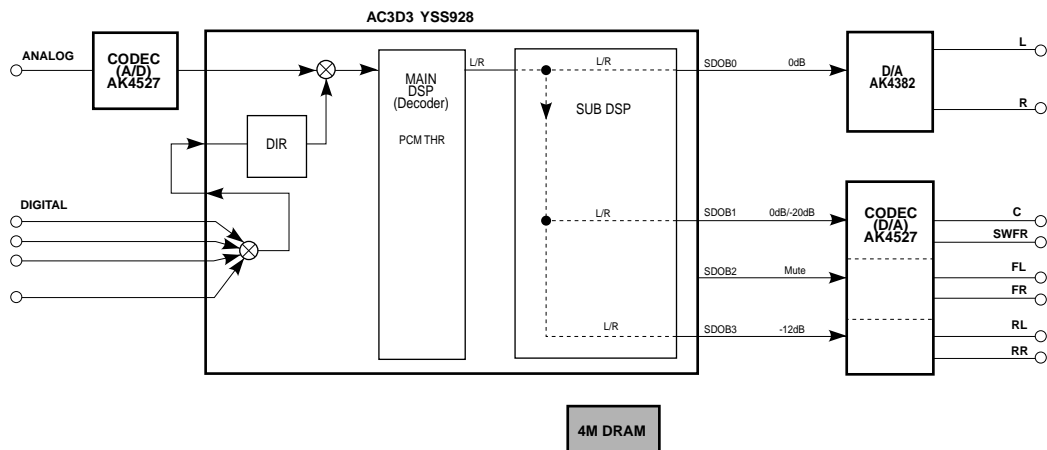 AC3D3 YSS928
ANALOG
CODEC
(A/D)
AK4527
MAIN
DSP
(Decoder)
PCM THR
L/R
L/R
SUB DSP
SDOB0
0dB
D/A
AK4382
L
R
DIR
DIGITAL
L/R
SDOB1
0dB/-20dB
CODEC
(D/A)
AK4527
C
SWFR
SDOB2
Mute
FL
FR
L/R
SDOB3
-12dB
RL
RR
4M DRAM